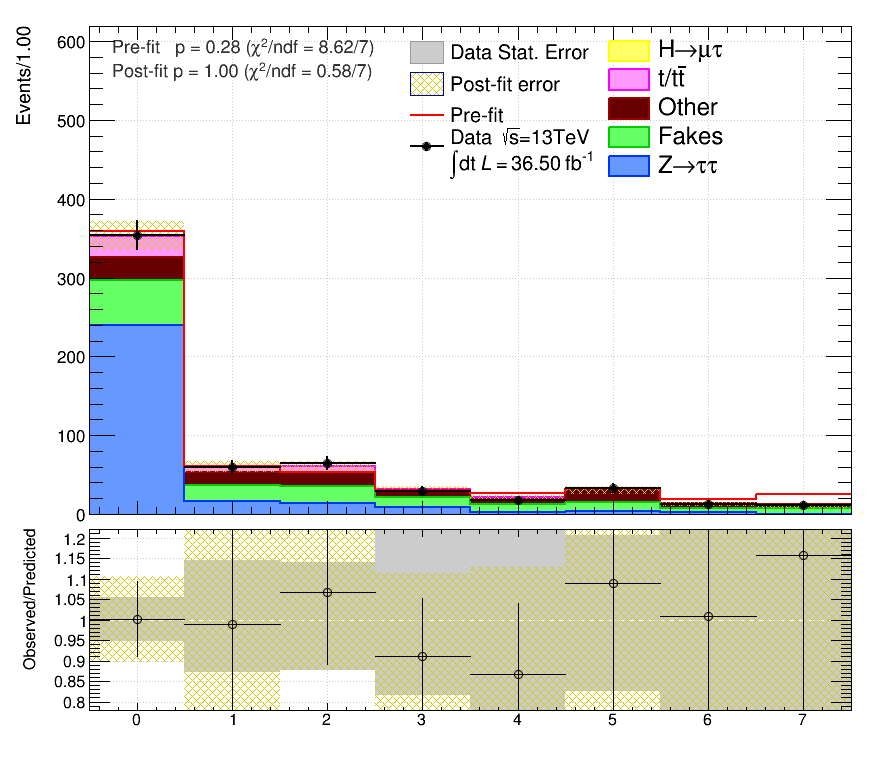 Events/1.00
600
500
400
300
200
100
0
Pre-fit p = 0.28 (χ²/ndf = 8.62/7)
Post-fit p = 1.00 (χ²/ndf = 0.58/7)
Data Stat. Error
Post-fit error
Pre-fit
Data √s=13TeV
∫dt L = 36.50 fb⁻¹
H→μτ
t/tt̄
Other
Fakes
Z→ττ
Observed/Predicted
1.2
1.15
1.1
1.05
1
0.95
0.9
0.85
0.8
0 1 2 3 4 5 6 7